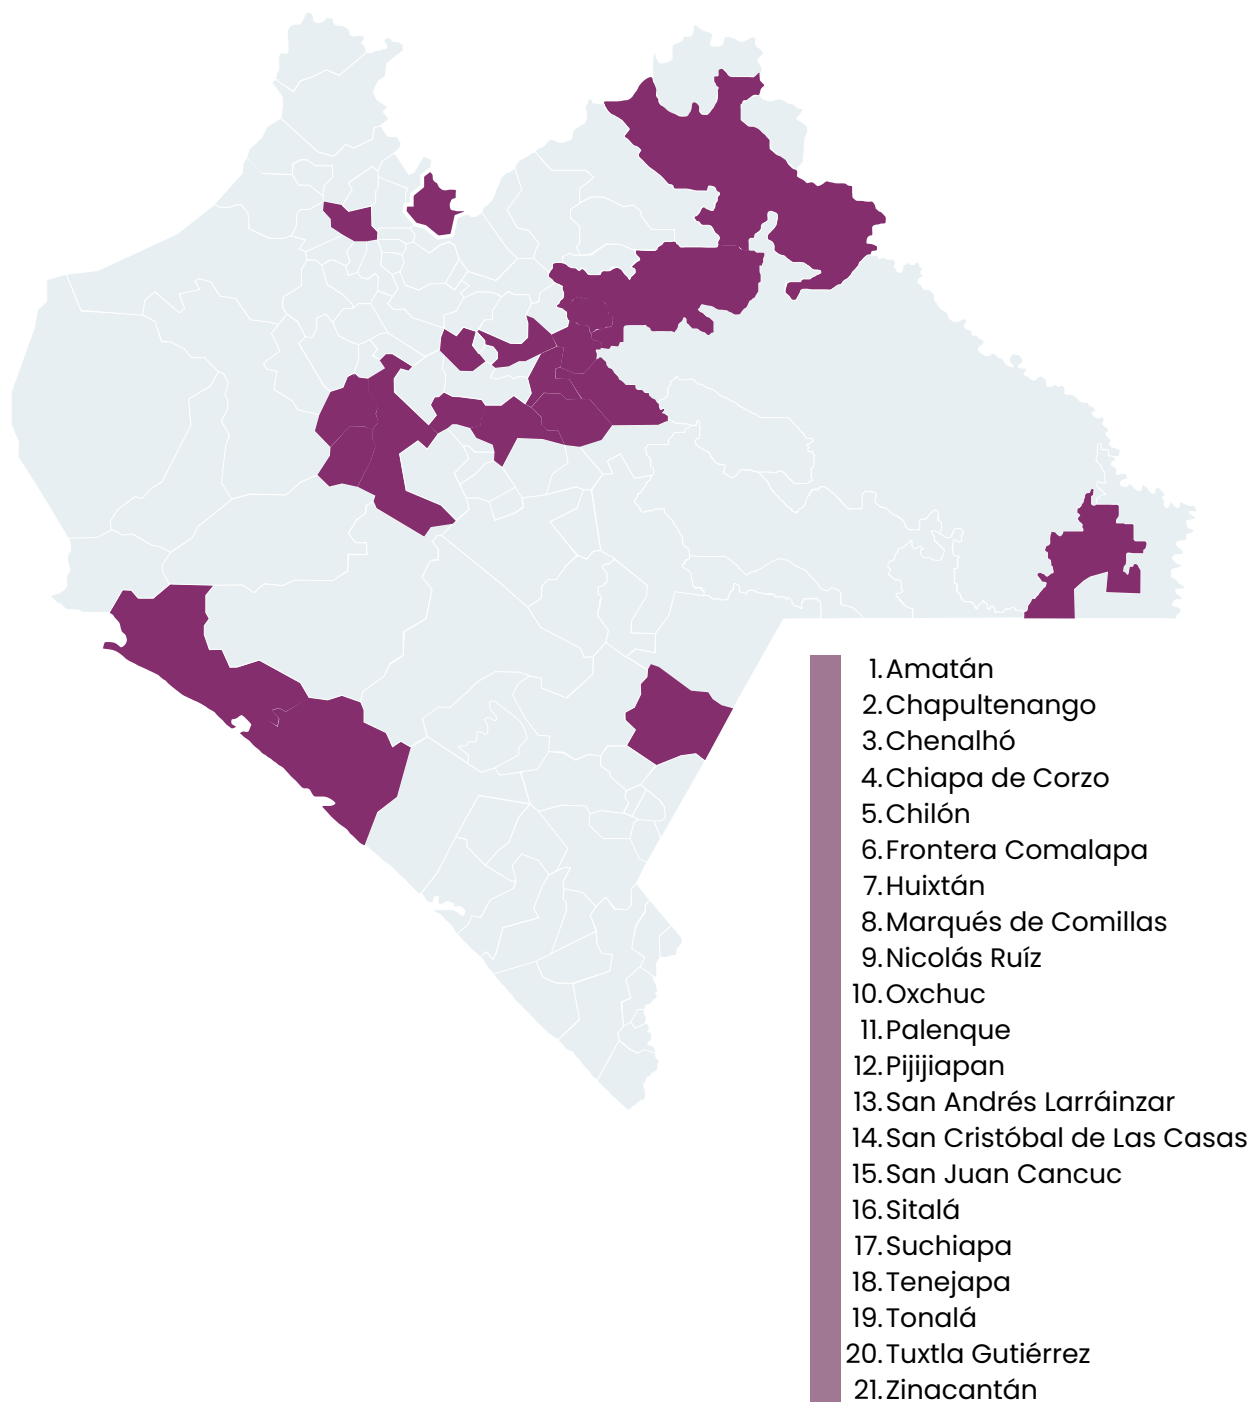 1.Amatán
2.Chapultenango
3.Chenalhó
4.Chiapa de Corzo
5.Chilón
6.Frontera Comalapa
7.Huixtán
8.Marqués de Comillas
9.Nicolás Ruíz
10.Oxchuc
11.Palenque
12.Pijijiapan
13.San Andrés Larráinzar
14.San Cristóbal de Las Casas
15.San Juan Cancuc
16.Sitalá
17.Suchiapa
18.Tenejapa
19.Tonalá
20.Tuxtla Gutiérrez
21.Zinacantán